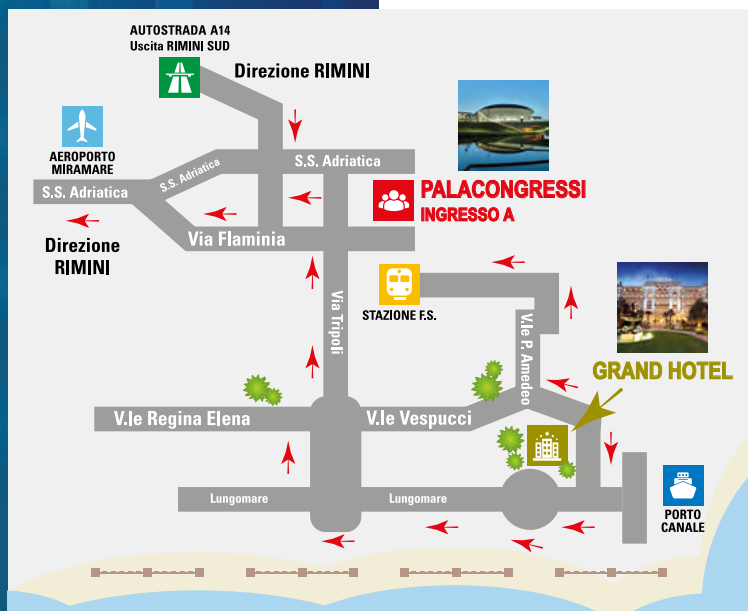 AUTOSTRADA A14
Uscita RIMINI SUD
Direzione RIMINI
AEROPORTO
MIRAMARE
S.S. Adriatica
S.S. Adriatica
S.S. Adriatica
PALACONGRESSI
INGRESSO A
Direzione
RIMINI
Via Flaminia
Via Tripoli
STAZIONE F.S.
V.le P. Amedeo
GRAND HOTEL
V.le Regina Elena
V.le Vespucci
Lungomare
Lungomare
PORTO
CANALE